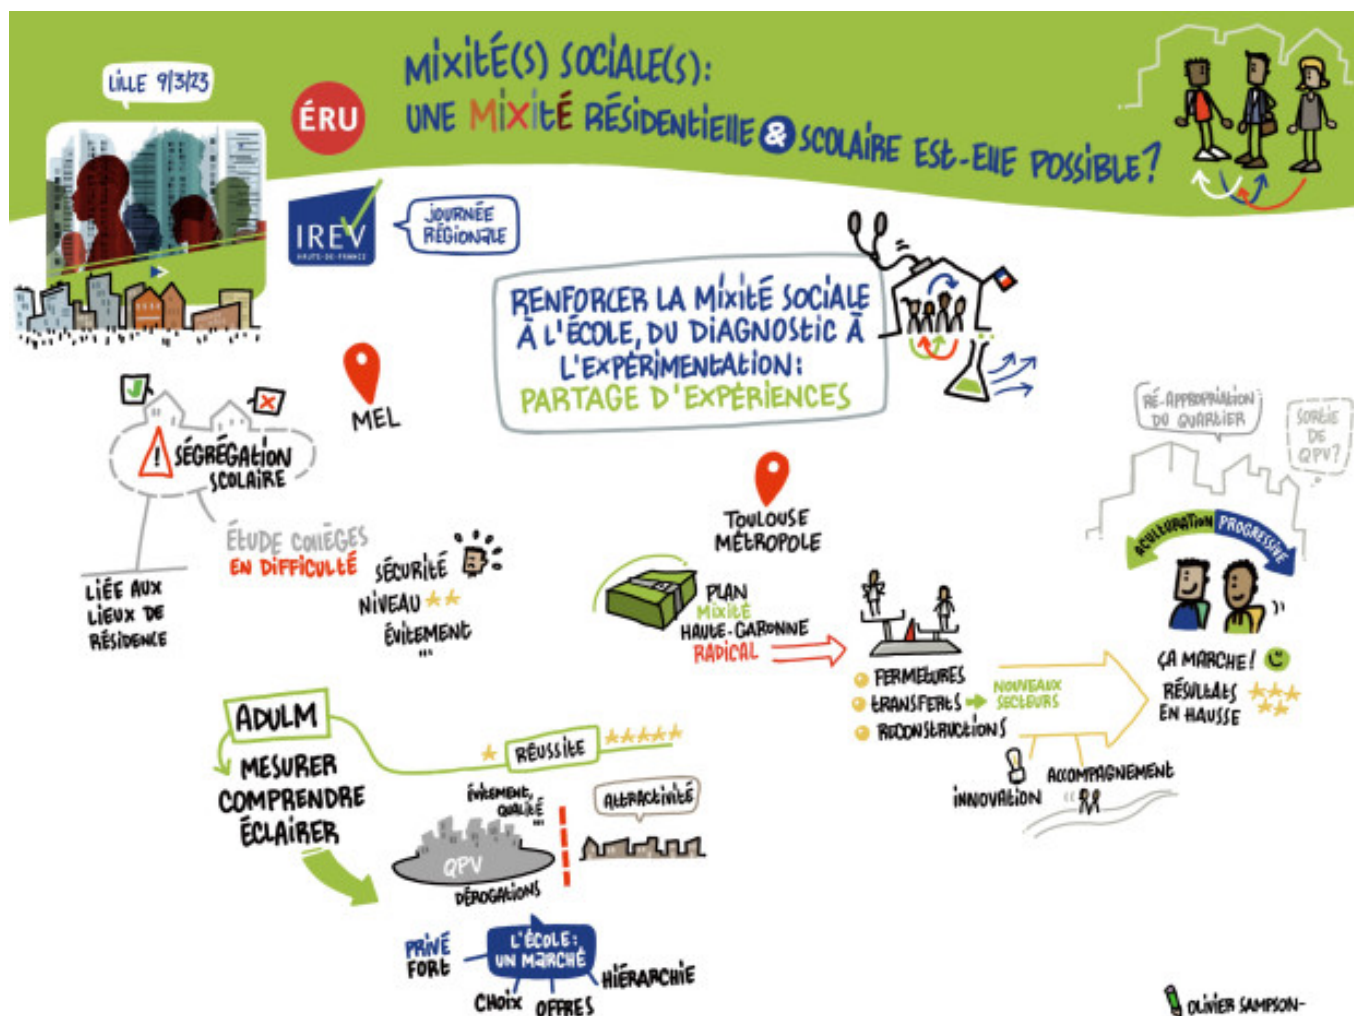 LILLE 9/3/23
ÉRU
MIXITÉ(S) SOCIALE(S):
UNE MIXITÉ RÉSIDENTIELLE & SCOLAIRE EST-ELLE POSSIBLE?
IREV
HAUTS-DE-FRANCE
JOURNÉE
RÉGIONALE
RENFORCER LA MIXITÉ SOCIALE
À L'ÉCOLE, DU DIAGNOSTIC À
L'EXPÉRIMENTATION:
PARTAGE D'EXPÉRIENCES
MEL
!
SÉGRÉGATION
SCOLAIRE
LIÉE AUX
LIEUX DE
RÉSIDENCE
ÉTUDE COLLÈGES
EN DIFFICULTÉ
SÉCURITÉ
NIVEAU
ÉVITEMENT
...
ADULM
MESURER
COMPRENDRE
ÉCLAIRER
RÉUSSITE
ÉVITEMENT,
QUALITÉ
...
ATTRACTIVITÉ
QPV
DÉROGATIONS
L'ÉCOLE:
UN MARCHÉ
PRIVÉ
FORT
CHOIX
OFFRES
HIÉRARCHIE
TOULOUSE
MÉTROPOLE
PLAN
MIXITÉ
HAUTE-GARONNE
RADICAL
FERMETURES
TRANSFERTS
NOUVEAUX
SECTEURS
RECONSTRUCTIONS
INNOVATION
ACCOMPAGNEMENT
RÉ-APPROPRIATION
DU QUARTIER
SORTIE
DE
QPV?
ACULTURATION PROGRESSIVE
ÇA MARCHE!
RÉSULTATS
EN HAUSSE
OLIVIER SAMPSON-